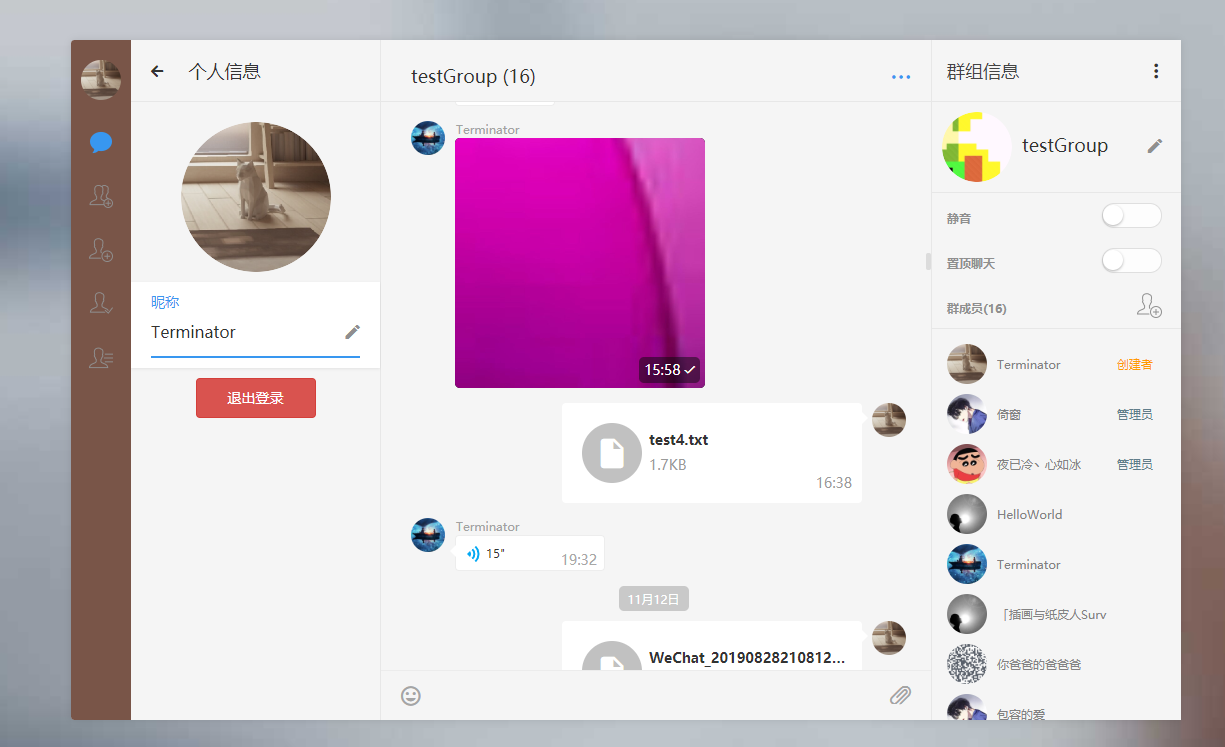 个人信息
昵称
Terminator
退出登录
testGroup (16)
Terminator
15:58
test4.txt
1.7KB
16:38
Terminator
15"
19:32
11月12日
WeChat_20190828210812...
群组信息
testGroup
静音
置顶聊天
群成员(16)
Terminator 创建者
倚窗 管理员
夜已冷丶心如冰 管理员
HelloWorld
Terminator
「插画与纸皮人Surv
你爸爸的爸爸爸
包容的爱